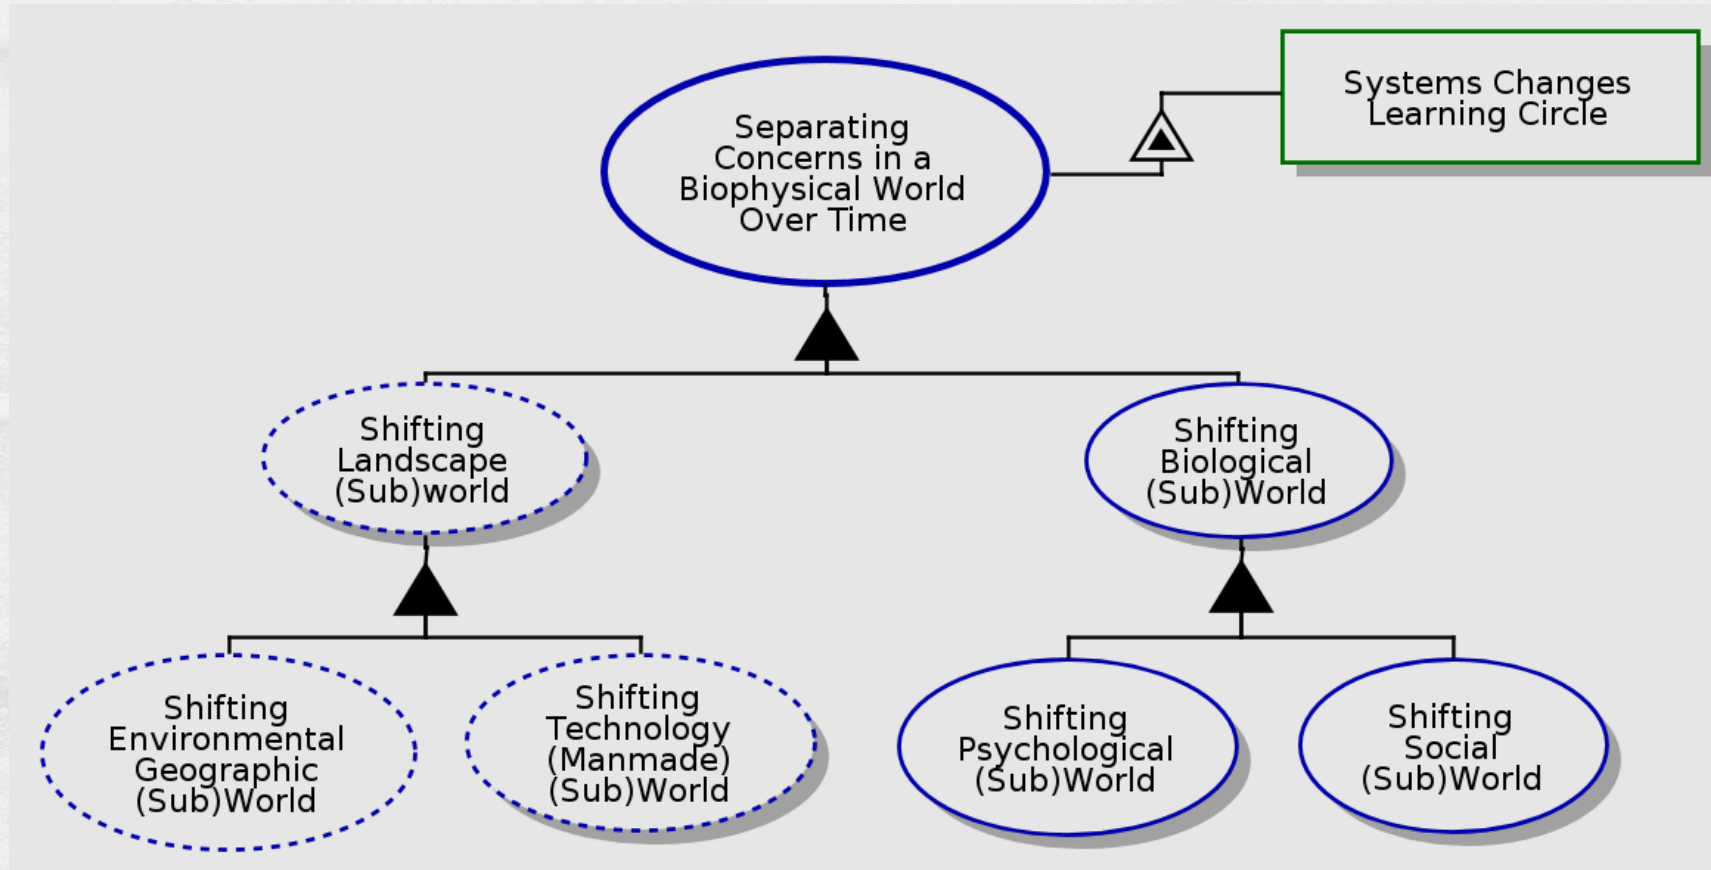 Separating
Concerns in a
Biophysical World
Over Time
Systems Changes
Learning Circle
Shifting
Landscape
(Sub)world
Shifting
Biological
(Sub)World
Shifting
Environmental
Geographic
(Sub)World
Shifting
Technology
(Manmade)
(Sub)World
Shifting
Psychological
(Sub)World
Shifting
Social
(Sub)World